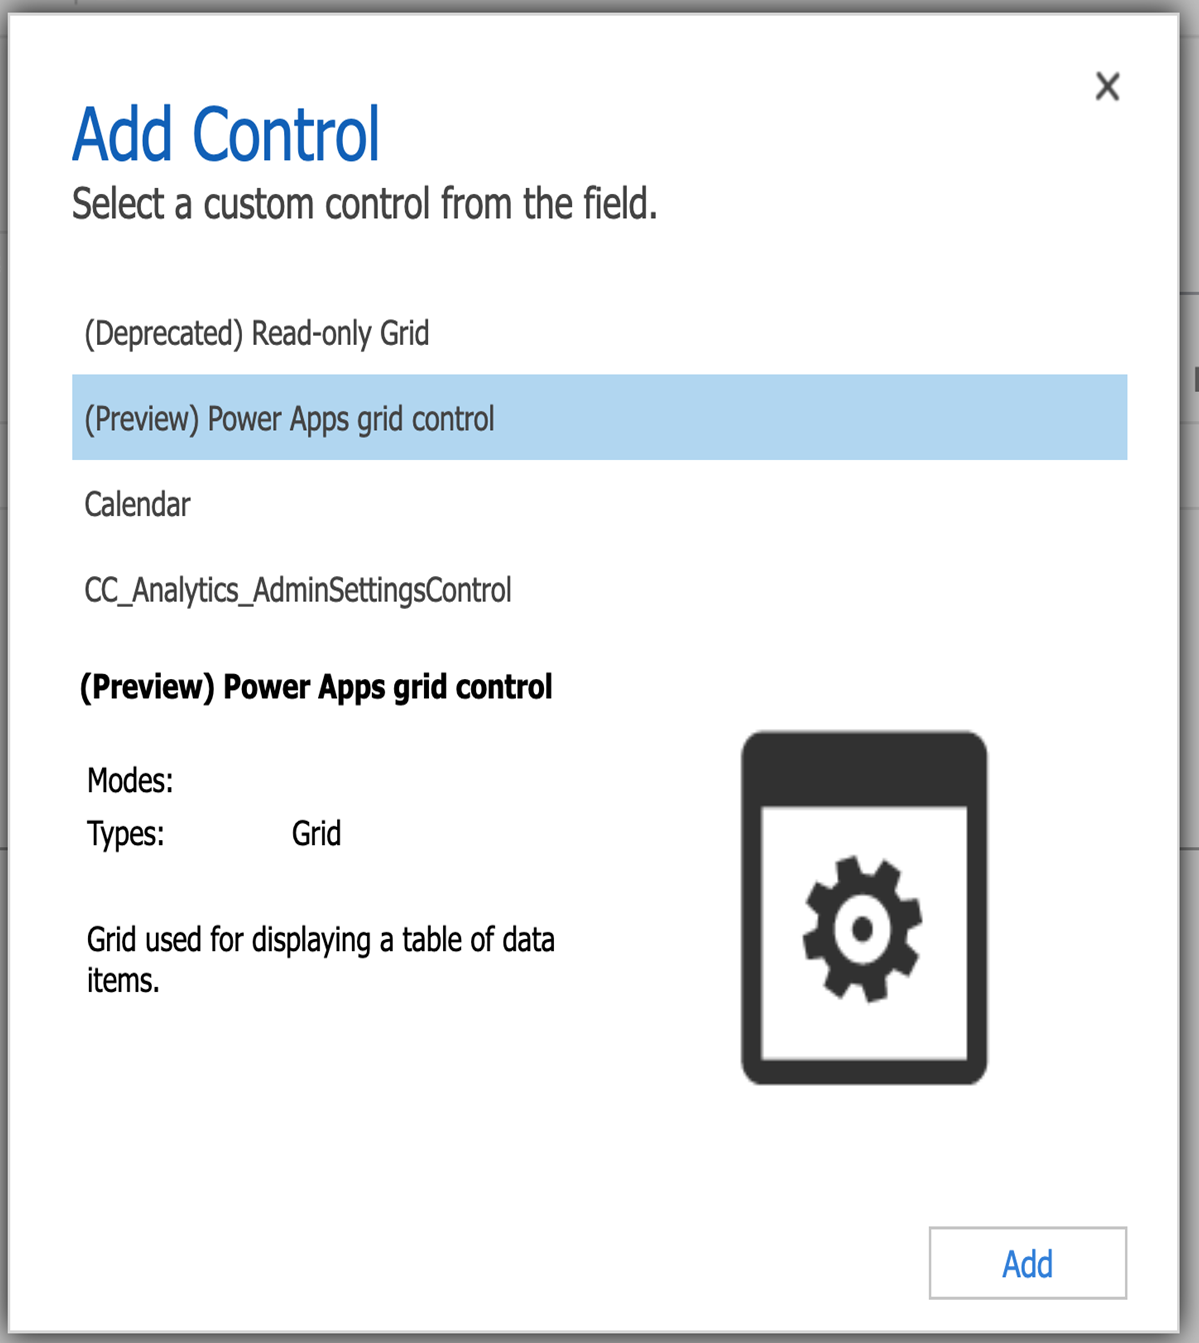 Add Control
Select a custom control from the field.
(Deprecated) Read-only Grid
(Preview) Power Apps grid control
Calendar
CC_Analytics_AdminSettingsControl
(Preview) Power Apps grid control
Modes:
Types: Grid
Grid used for displaying a table of data
items.
Add